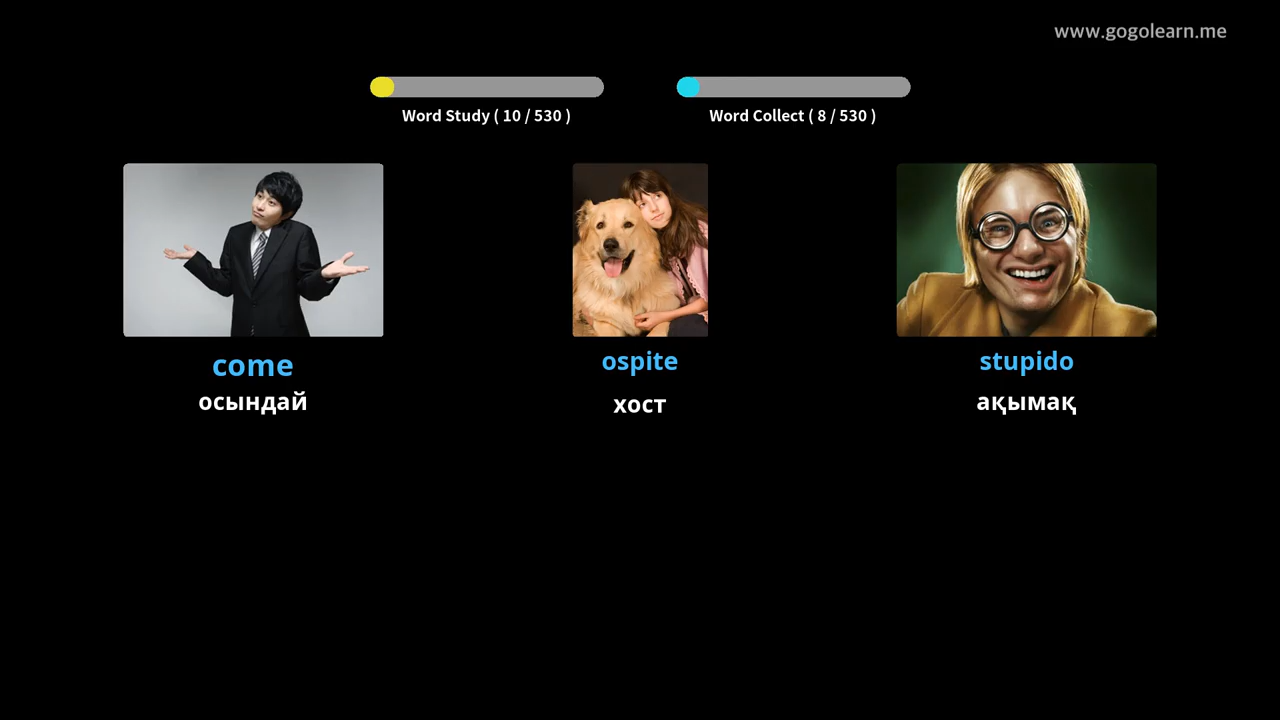 www.gogolearn.me
Word Study ( 10 / 530 )
Word Collect ( 8 / 530 )
come
ospite
stupido
осындай
хост
ақымақ